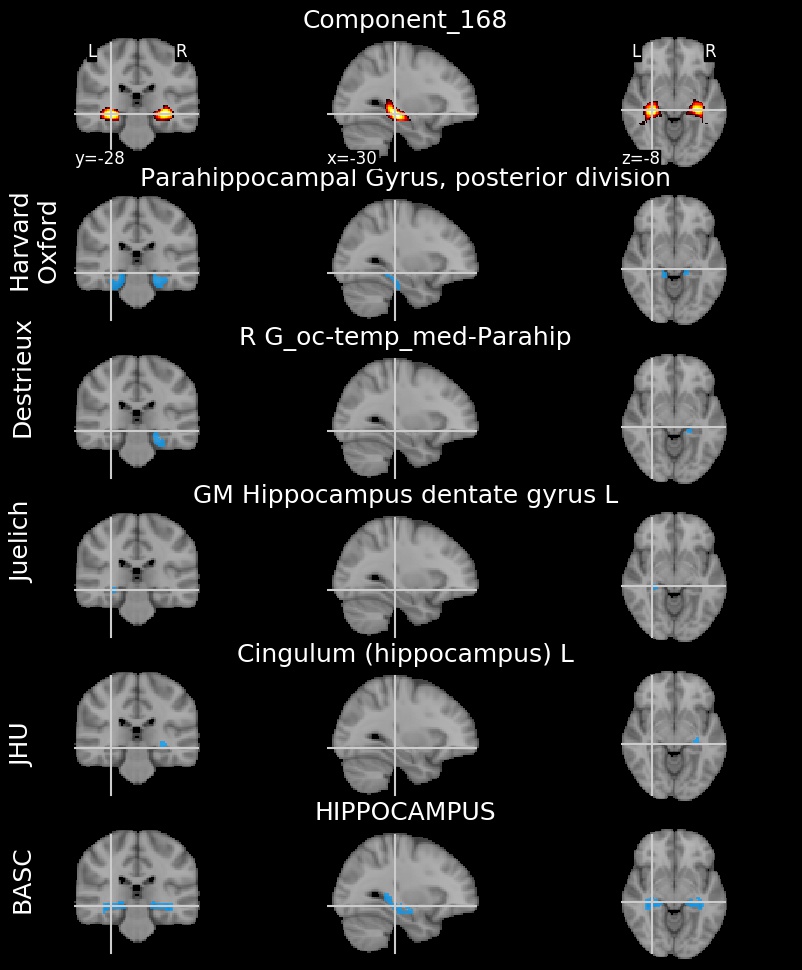 Component_168
L R L R
y=-28 x=-30 z=-8
Parahippocampal Gyrus, posterior division
Harvard
Oxford
R G_oc-temp_med-Parahip
Destrieux
GM Hippocampus dentate gyrus L
Juelich
Cingulum (hippocampus) L
JHU
HIPPOCAMPUS
BASC